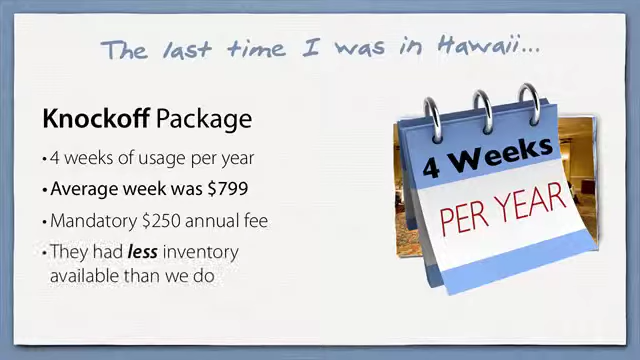 The last time I was in Hawaii...
Knockoff Package
• 4 weeks of usage per year
• Average week was $799
• Mandatory $250 annual fee
• They had less inventory
available than we do
4 Weeks
PER YEAR